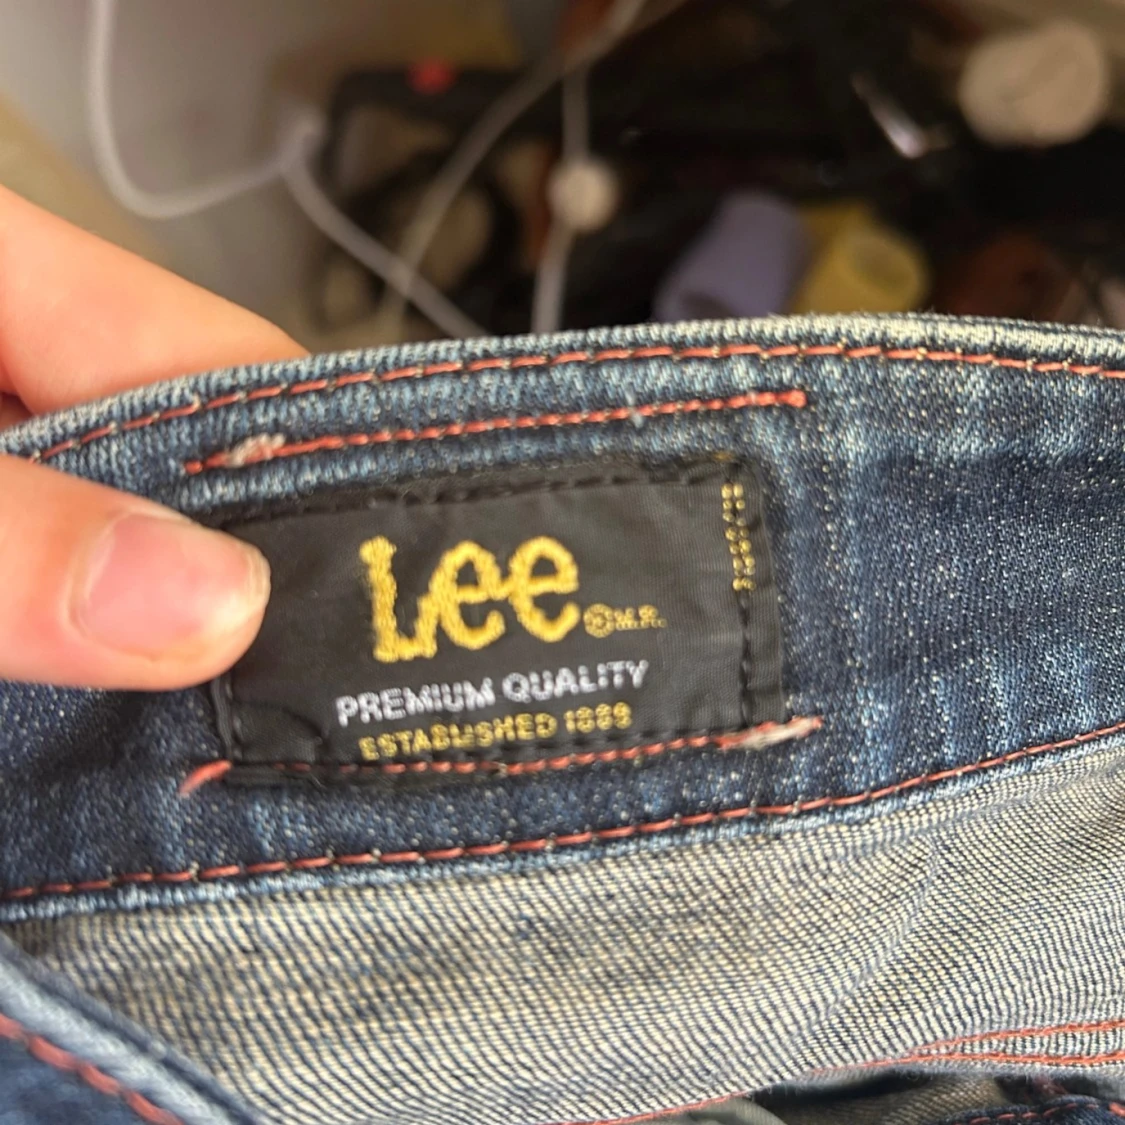 Lee ® M.R.
PREMIUM QUALITY
ESTABLISHED 1889